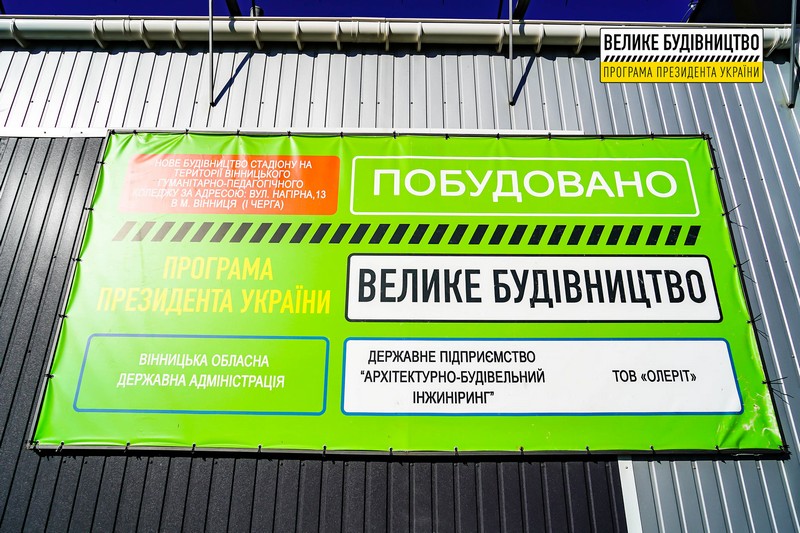 ВЕЛИКЕ БУДІВНИЦТВО
ПРОГРАМА ПРЕЗИДЕНТА УКРАЇНИ
НОВЕ БУДІВНИЦТВО СТАДІОНУ НА
ТЕРИТОРІЇ ВІННИЦЬКОГО
ГУМАНІТАРНО-ПЕДАГОГІЧНОГО
КОЛЕДЖУ ЗА АДРЕСОЮ: ВУЛ. НАГІРНА,13
В М. ВІННИЦЯ (І ЧЕРГА)
ПОБУДОВАНО
ПРОГРАМА
ПРЕЗИДЕНТА УКРАЇНИ
ВЕЛИКЕ БУДІВНИЦТВО
ВІННИЦЬКА ОБЛАСНА
ДЕРЖАВНА АДМІНІСТРАЦІЯ
ДЕРЖАВНЕ ПІДПРИЄМСТВО
"АРХІТЕКТУРНО-БУДІВЕЛЬНИЙ
ІНЖИНІРИНГ"
ТОВ «ОЛЕРІТ»